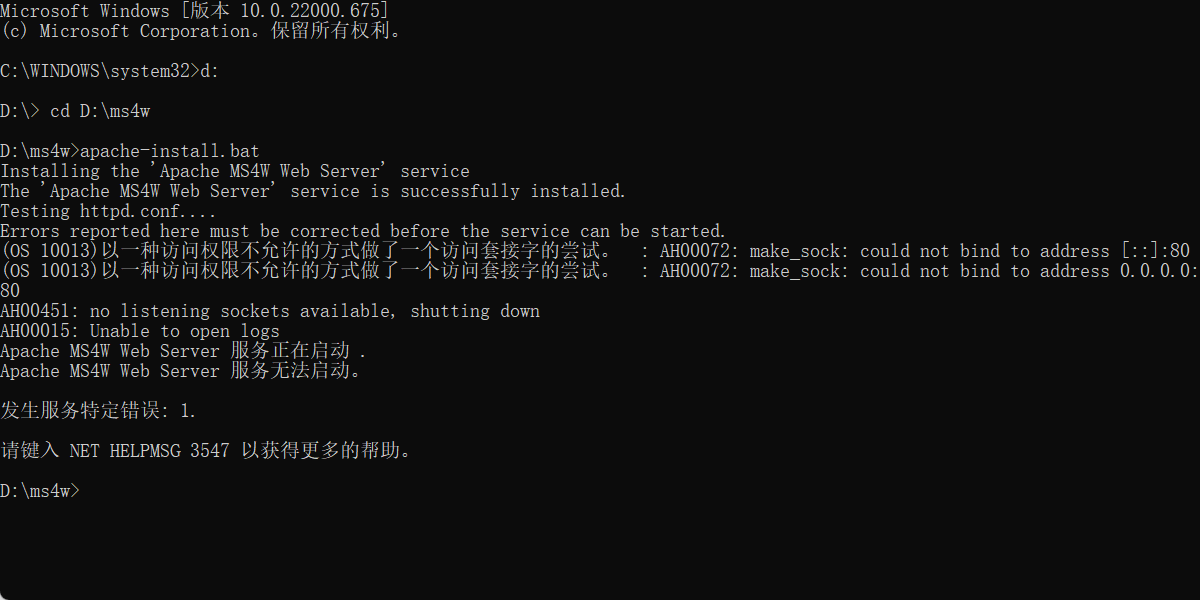 Microsoft Windows [版本 10.0.22000.675]
(c) Microsoft Corporation。保留所有权利。
C:\WINDOWS\system32>d:
D:\> cd D:\ms4w
D:\ms4w>apache-install.bat
Installing the 'Apache MS4W Web Server' service
The 'Apache MS4W Web Server' service is successfully installed.
Testing httpd.conf....
Errors reported here must be corrected before the service can be started.
(OS 10013)以一种访问权限不允许的方式做了一个访问套接字的尝试。  : AH00072: make_sock: could not bind to address [::]:80
(OS 10013)以一种访问权限不允许的方式做了一个访问套接字的尝试。  : AH00072: make_sock: could not bind to address 0.0.0.0:
80
AH00451: no listening sockets available, shutting down
AH00015: Unable to open logs
Apache MS4W Web Server 服务正在启动 .
Apache MS4W Web Server 服务无法启动。
发生服务特定错误: 1.
请键入 NET HELPMSG 3547 以获得更多的帮助。
D:\ms4w>